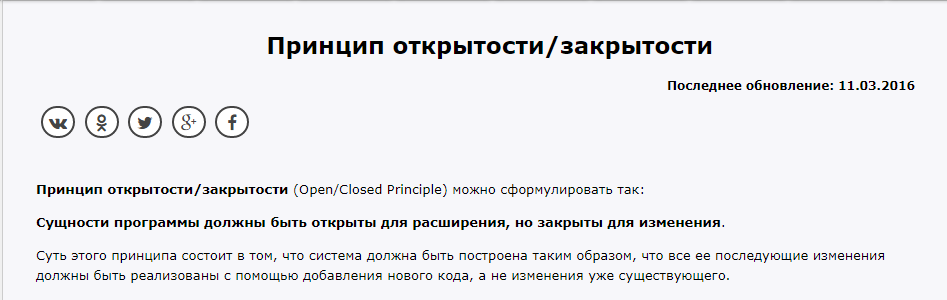 Принцип открытости/закрытости
Последнее обновление: 11.03.2016
Принцип открытости/закрытости (Open/Closed Principle) можно сформулировать так:
Сущности программы должны быть открыты для расширения, но закрыты для изменения.
Суть этого принципа состоит в том, что система должна быть построена таким образом, что все ее последующие изменения
должны быть реализованы с помощью добавления нового кода, а не изменения уже существующего.